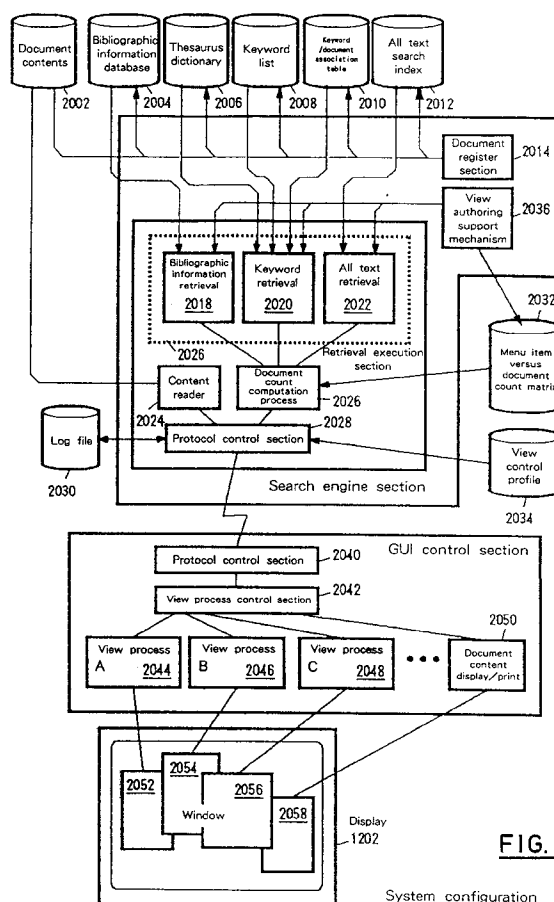 Document
contents
2002
Bibliographic
information
database
2004
Thesaurus
dictionary
2006
Keyword
list
2008
Keyword
/document
association
table
2010
All text
search
index
2012
Document
register
section
2014
View
authoring
support
mechanism
2036
Bibliographic
information
retrieval
2018
Keyword
retrieval
2020
All text
retrieval
2022
2026
Retrieval execution
section
2032
Menu item
versus
document
count matrix
Content
reader
2024
Document
count computation
process
2026
2028
Protocol control section
Log file
2030
View
control
profile
2034
Search engine section
GUI control section
Protocol control section
2040
View process control section
2042
View process
A
2044
View process
B
2046
View process
C
2048
2050
Document
content
display/print
2052
2054
2056
2058
Window
Display
1202
FIG.
System configuration